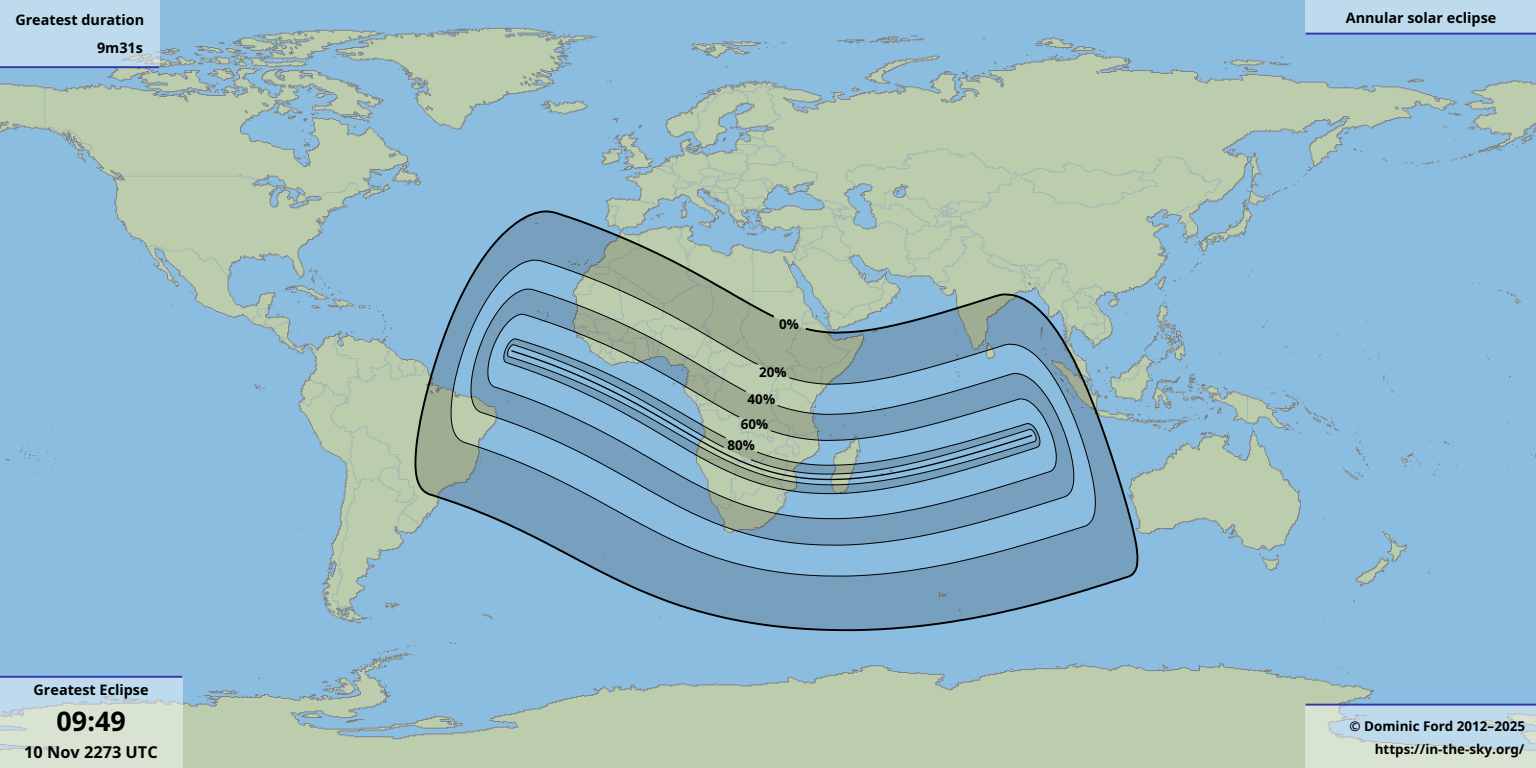 Greatest duration
9m31s
Annular solar eclipse
0%
20%
40%
60%
80%
Greatest Eclipse
09:49
10 Nov 2273 UTC
© Dominic Ford 2012–2025
https://in-the-sky.org/